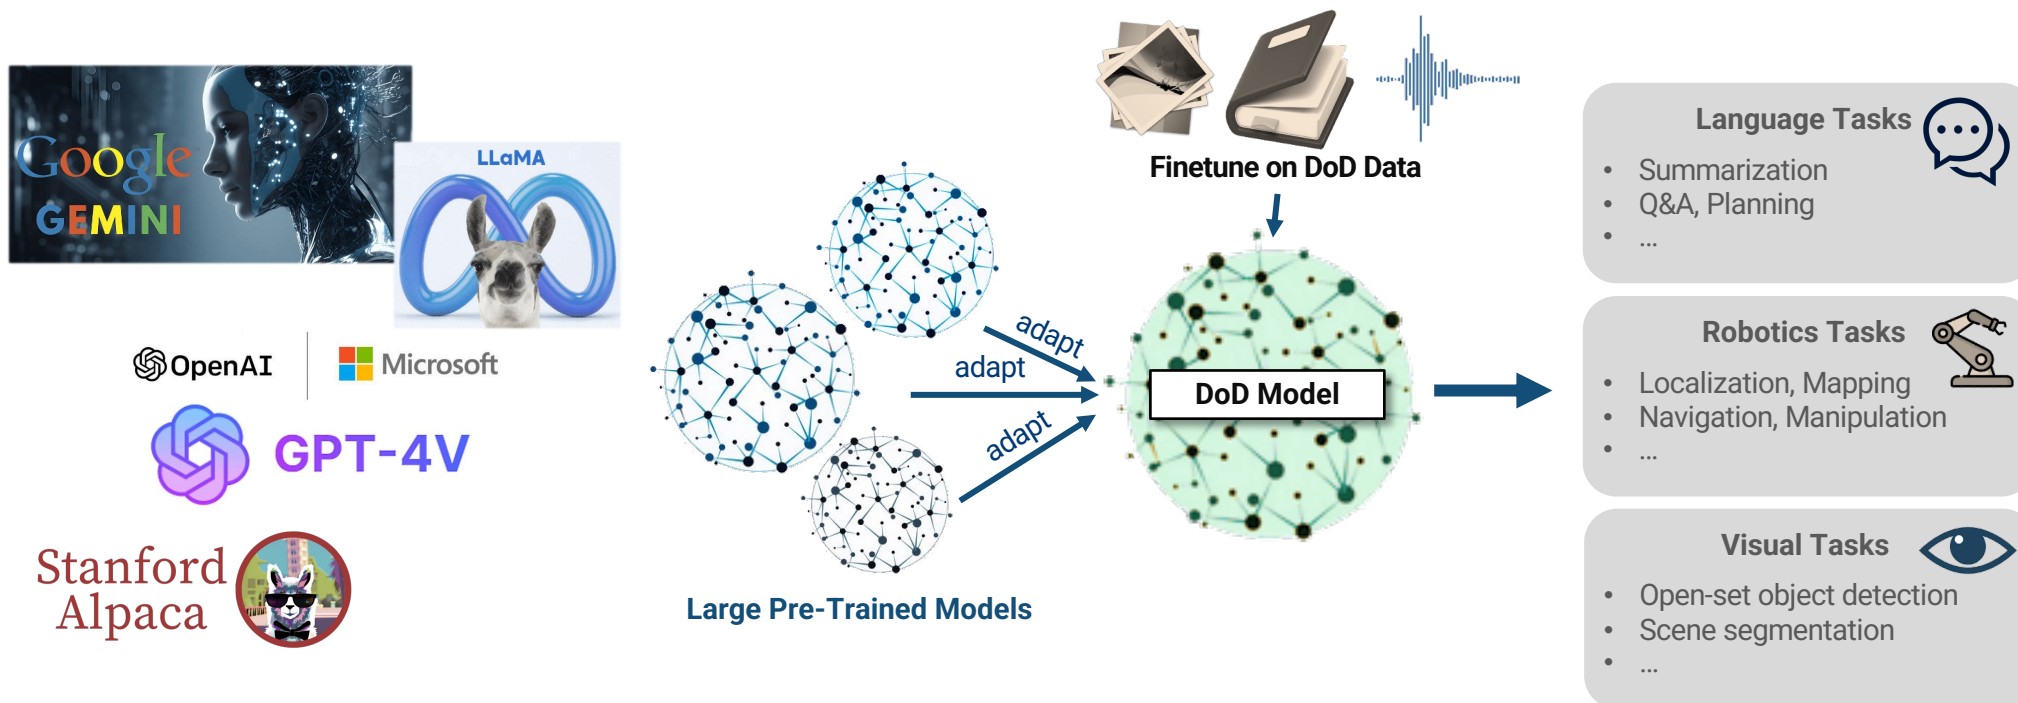 Google
GEMINI
LLaMA
OpenAI
Microsoft
GPT-4V
Stanford
Alpaca
Large Pre-Trained Models
adapt
adapt
adapt
Finetune on DoD Data
DoD Model
Language Tasks
• Summarization
• Q&A, Planning
• ...
Robotics Tasks
• Localization, Mapping
• Navigation, Manipulation
• ...
Visual Tasks
• Open-set object detection
• Scene segmentation
• ...